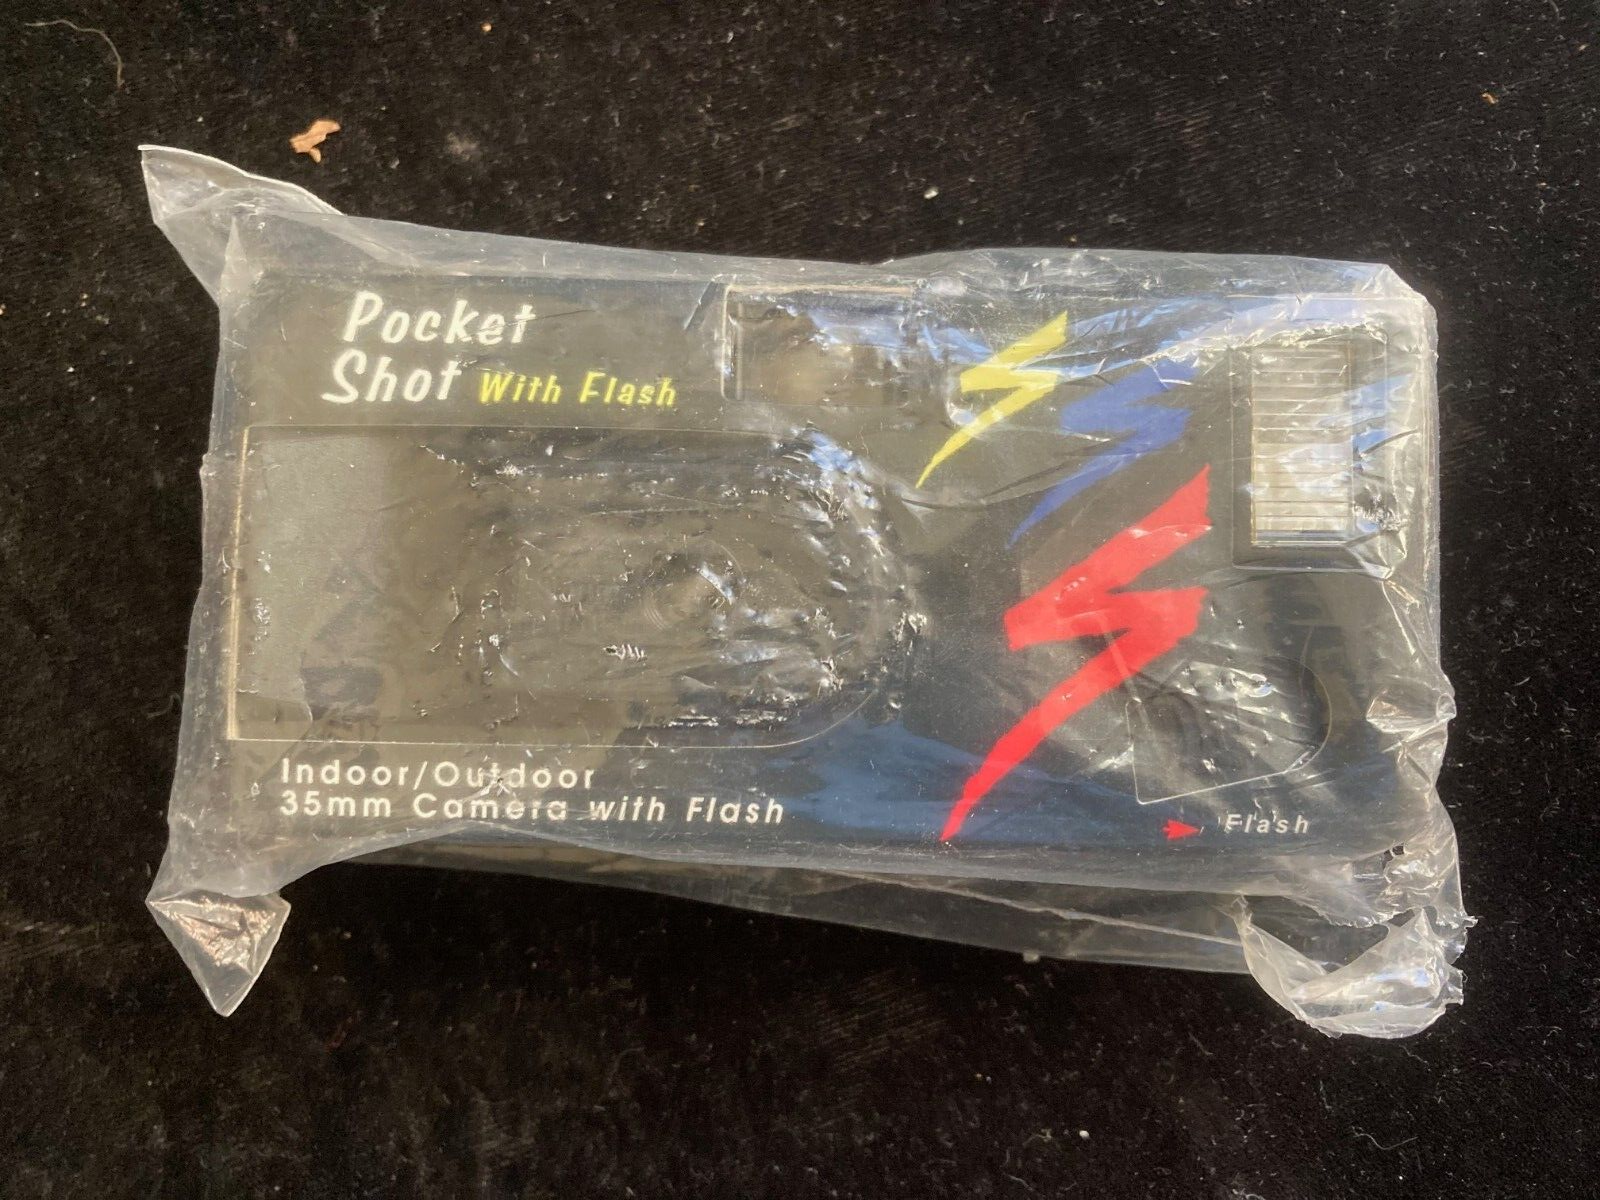 Pocket
Shot With Flash
Indoor/Outdoor
35mm Camera with Flash
Flash